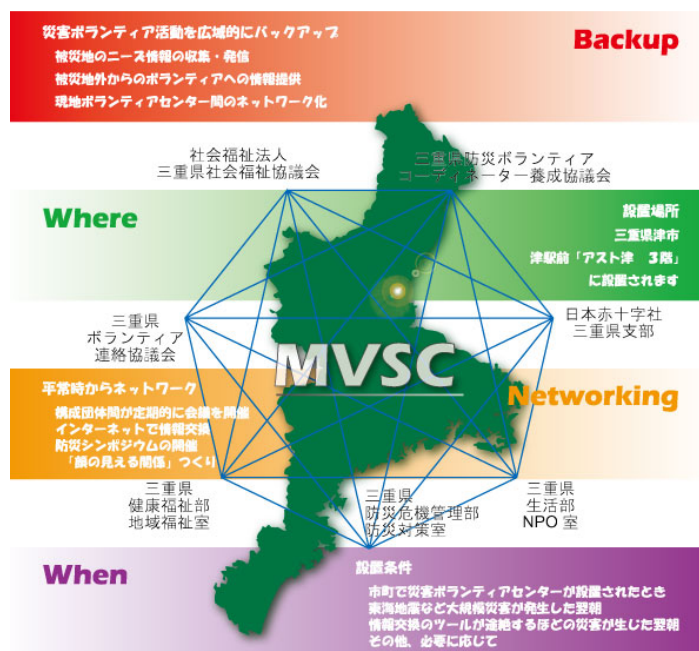 災害ボランティア活動を広域的にバックアップ
被災地のニーズ情報の収集・発信
被災地外からのボランティアへの情報提供
現地ボランティアセンター間のネットワーク化
Backup
社会福祉法人
三重県社会福祉協議会
三重県防災ボランティア
コーディネーター養成協議会
Where
設置場所
三重県津市
津駅前「アスト津 3階」
に設置されます
三重県
ボランティア
連絡協議会
日本赤十字社
三重県支部
MVSC
平常時からネットワーク
構成団体間が定期的に会議を開催
インターネットで情報交換
防災シンポジウムの開催
「顔の見える関係」つくり
Networking
三重県
健康福祉部
地域福祉室
三重県
防災危機管理部
防災対策室
三重県
生活部
NPO 室
When
設置条件
市町で災害ボランティアセンターが設置されたとき
東海地震など大規模災害が発生した翌朝
情報交換のツールが途絶するほどの災害が生じた翌朝
その他、必要に応じて